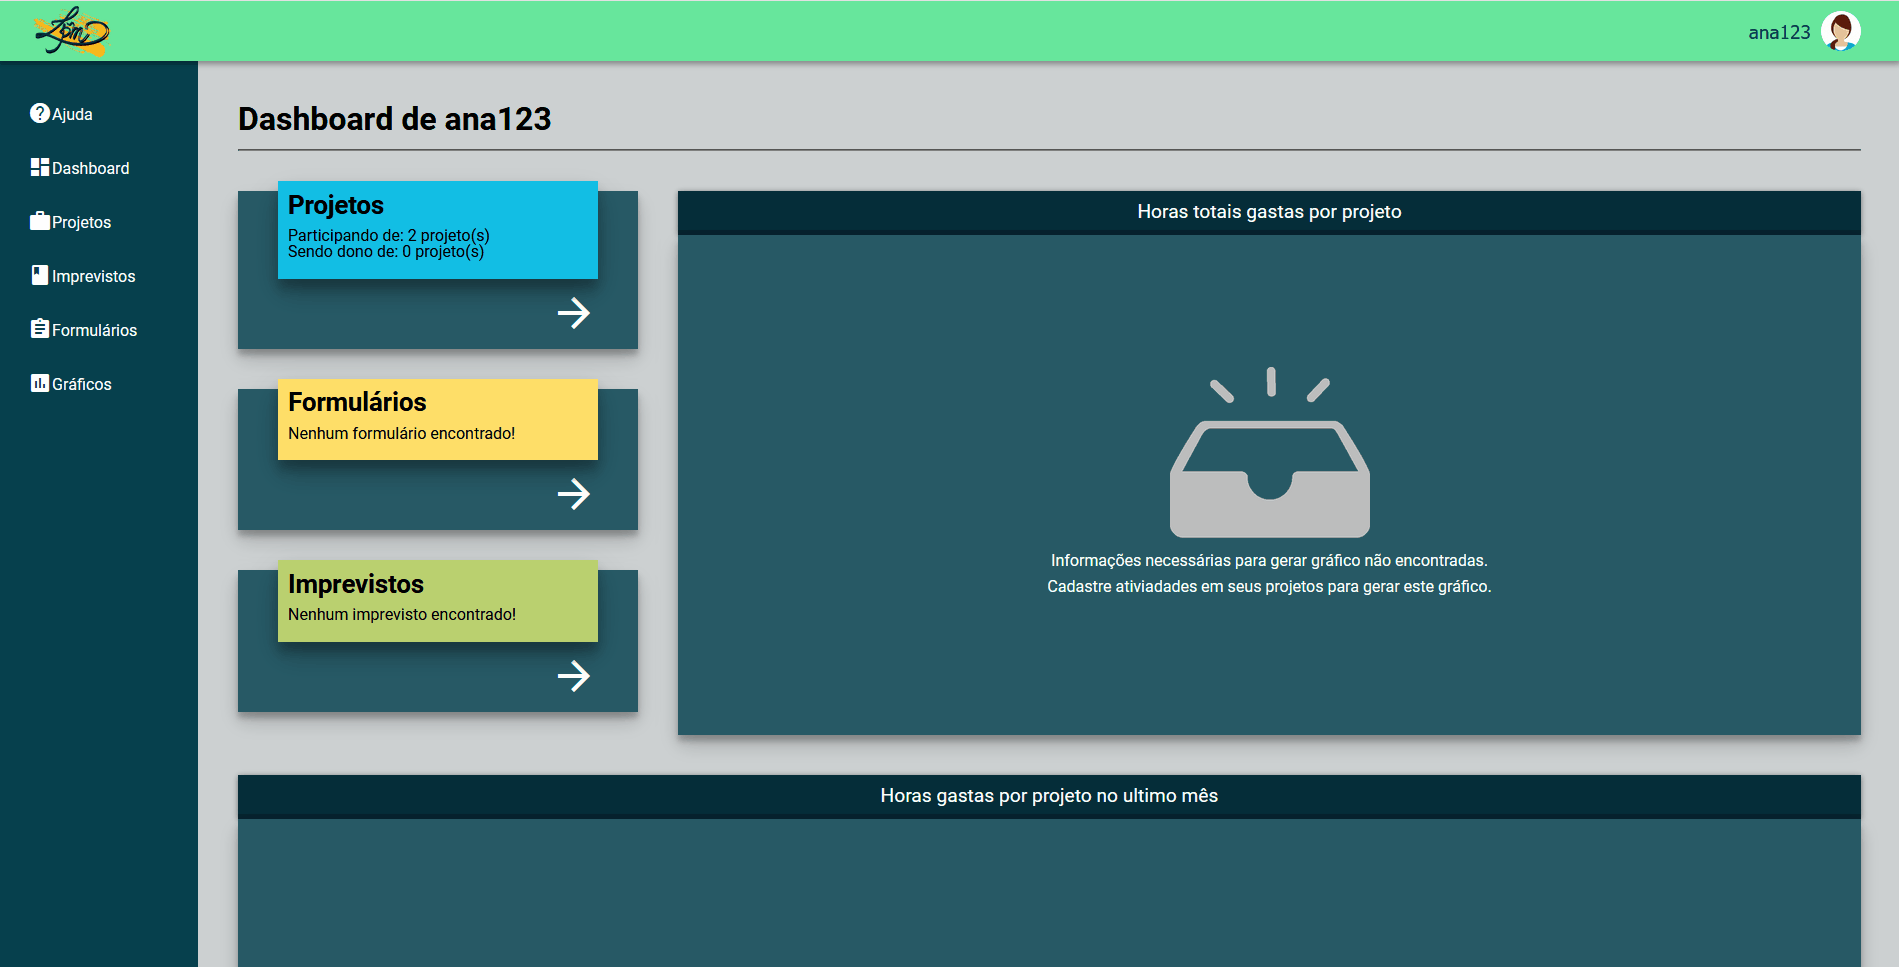 Lpm
ana123
Ajuda
Dashboard
Projetos
Imprevistos
Formulários
Gráficos
Dashboard de ana123
Projetos
Participando de: 2 projeto(s)
Sendo dono de: 0 projeto(s)
Formulários
Nenhum formulário encontrado!
Imprevistos
Nenhum imprevisto encontrado!
Horas totais gastas por projeto
Informações necessárias para gerar gráfico não encontradas.
Cadastre ativiadades em seus projetos para gerar este gráfico.
Horas gastas por projeto no ultimo mês